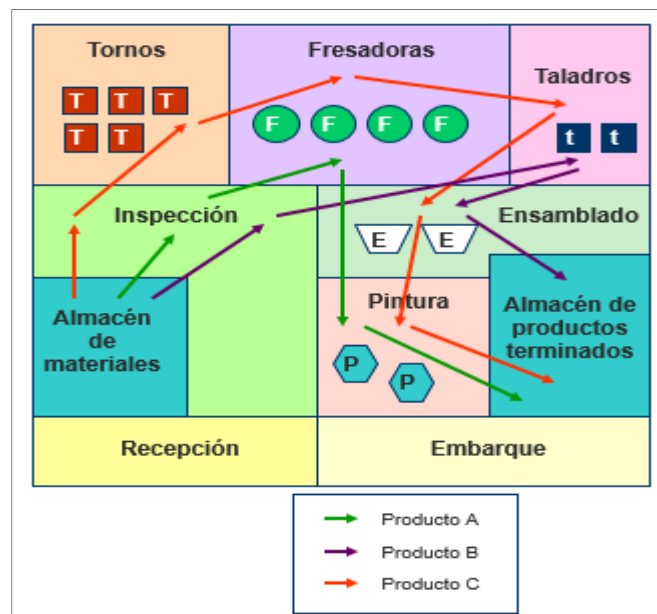 Tornos
Fresadoras
Taladros
T T T
T T
F F F F
t t
Inspección
Ensamblado
E E
Almacén
de
materiales
Pintura
P
P
Almacén de
productos
terminados
Recepción
Embarque
Producto A
Producto B
Producto C